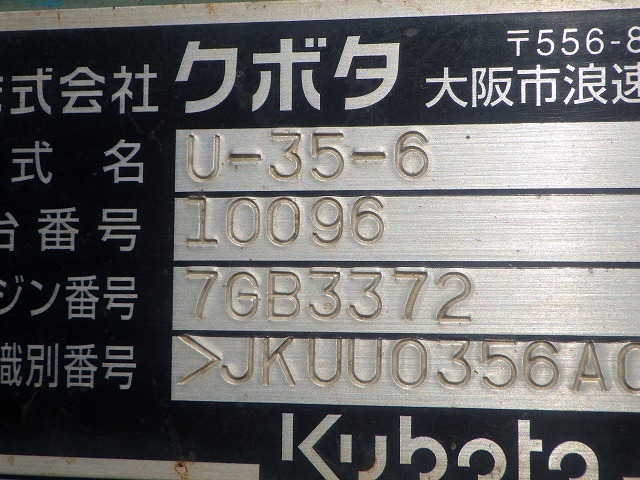 株式会社 クボタ 〒556-8
大阪市浪速
式名 U-35-6
台番号 10096
ジン番号 7GB3372
識別番号 >JKUU0356A0
Kubota